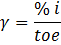 γ = % i / toe